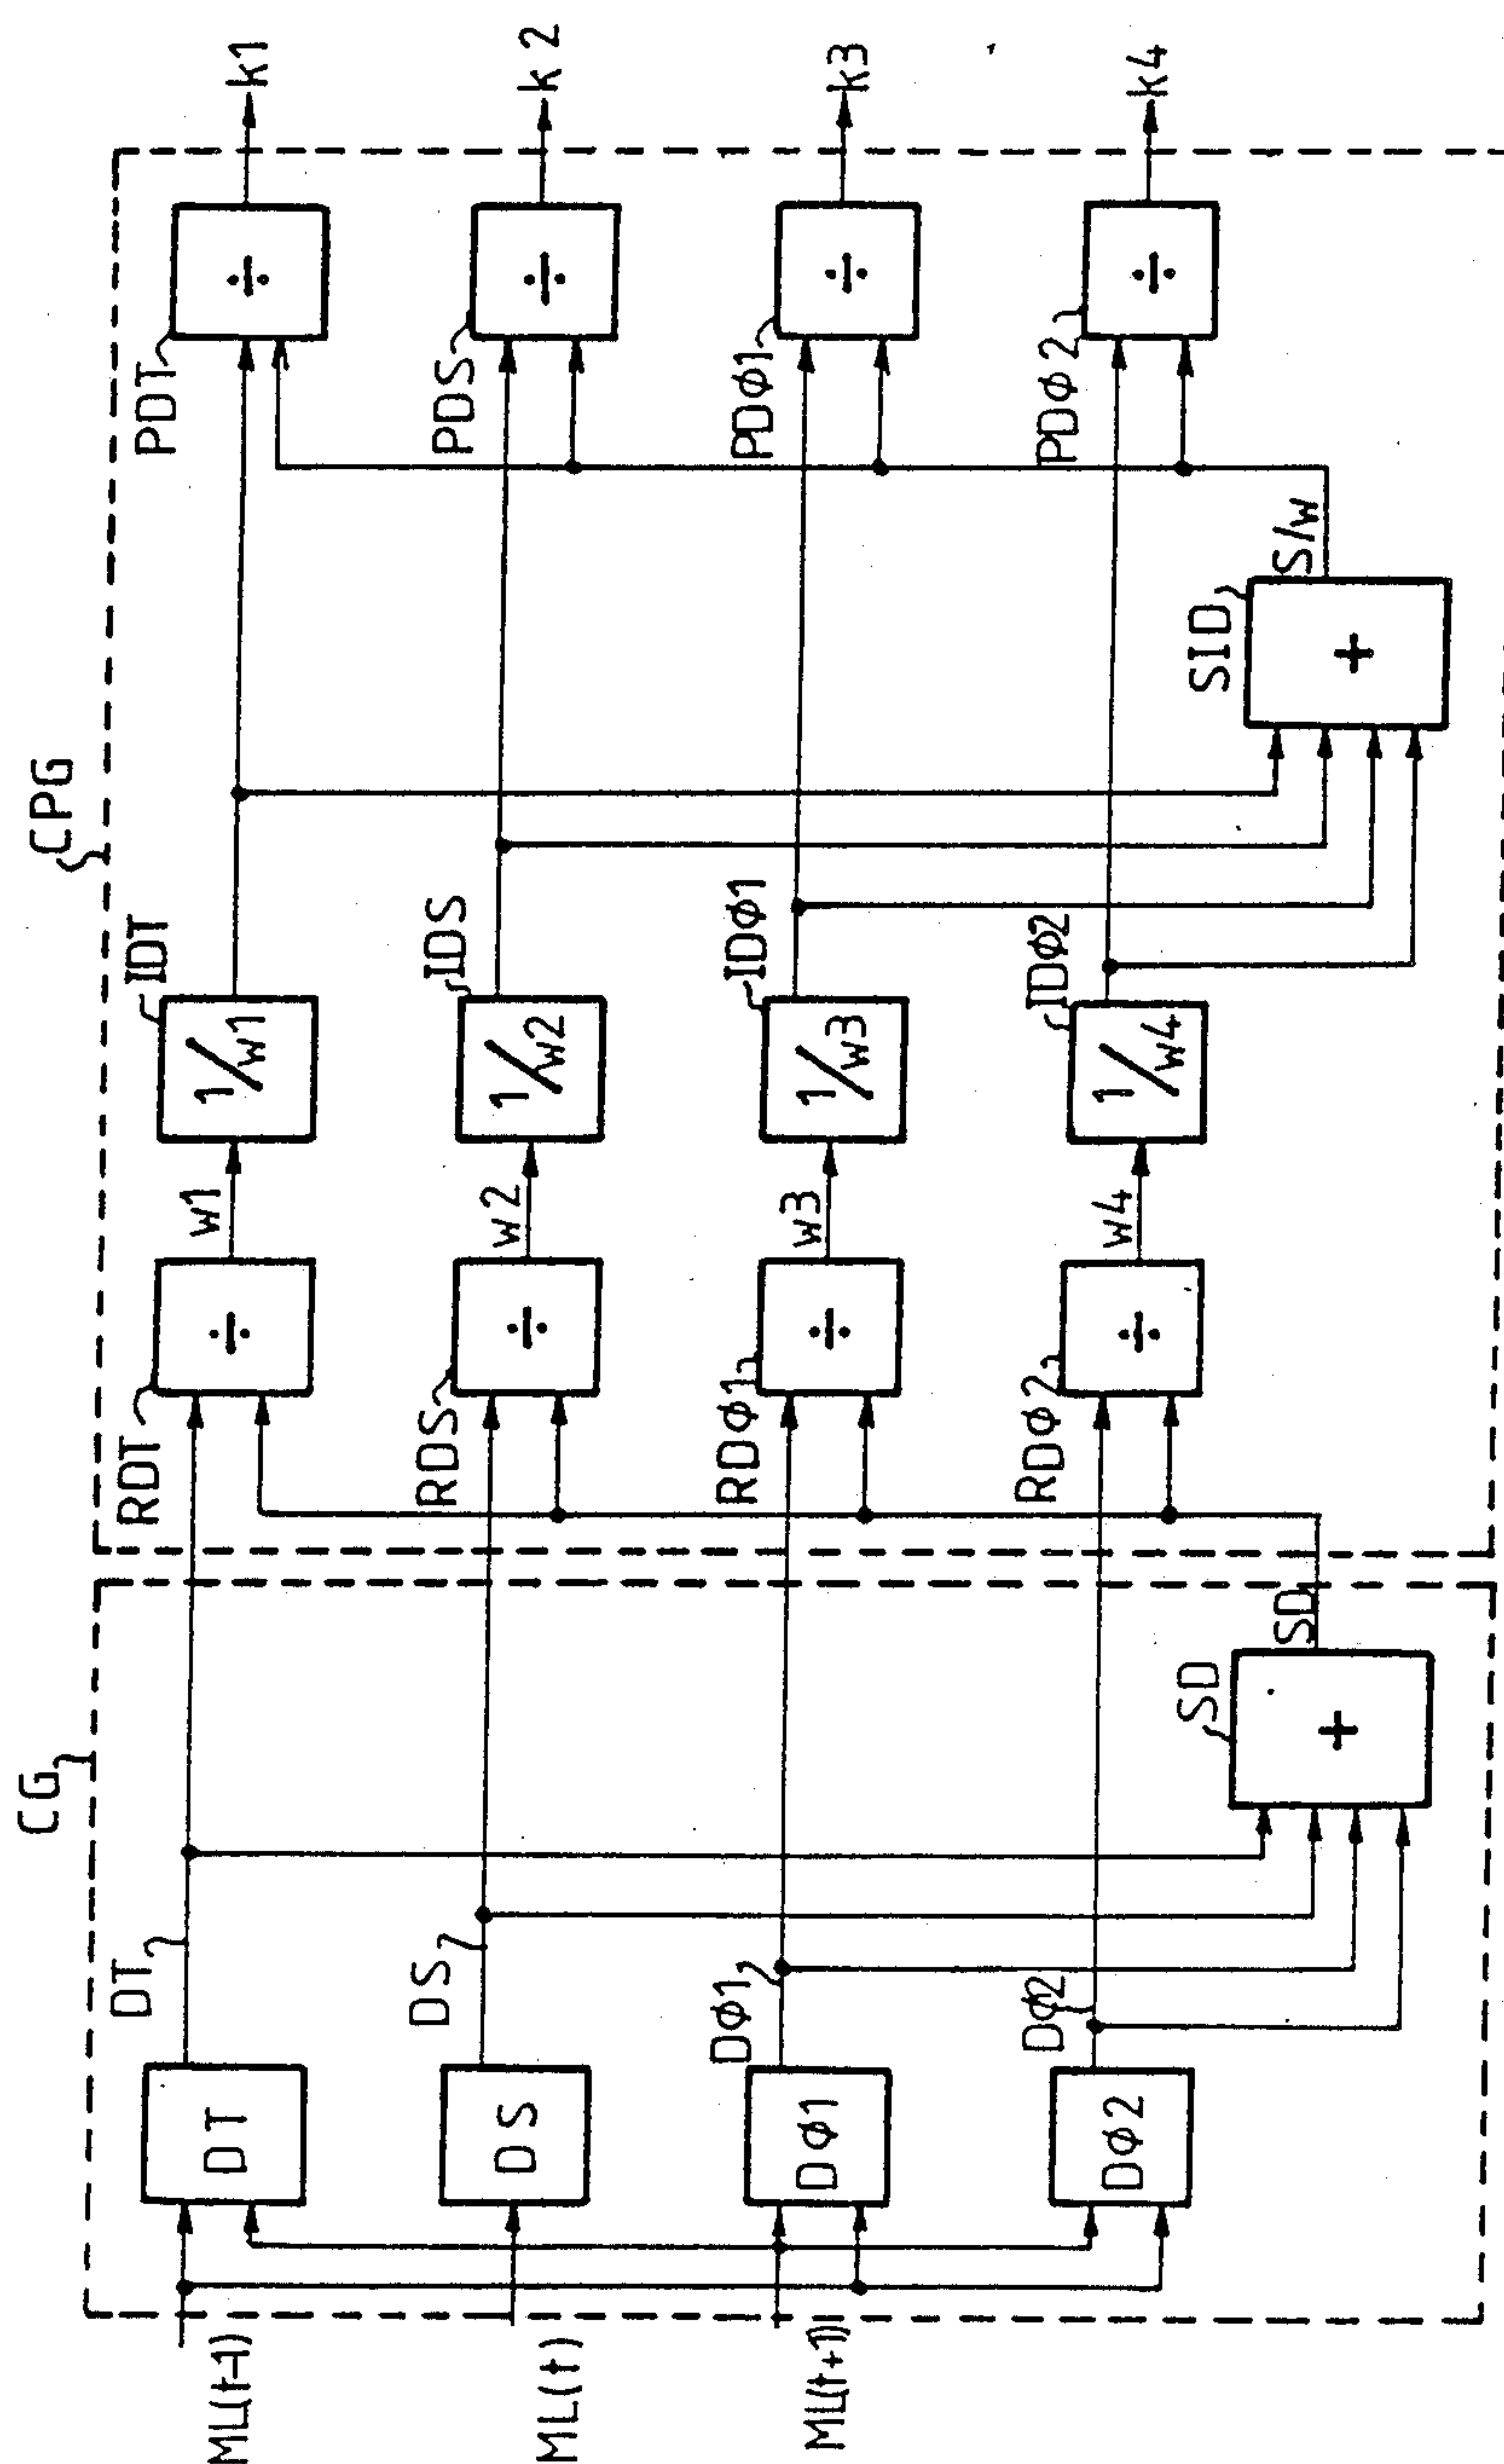 CG
CPG
ML(t-1)
ML(t)
ML(t+1)
DT
DT
RDT
÷
w1
1/w1
IDT
PDT
÷
k1
DS
DS
RDS
÷
w2
1/w2
IDS
PDS
÷
k2
Dφ1
Dφ1
RDφ1
÷
w3
1/w3
IDφ1
PDφ1
÷
k3
Dφ2
Dφ2
RDφ2
÷
w4
1/w4
IDφ2
PDφ2
÷
k4
SD
+
SD
SID
+
S/w